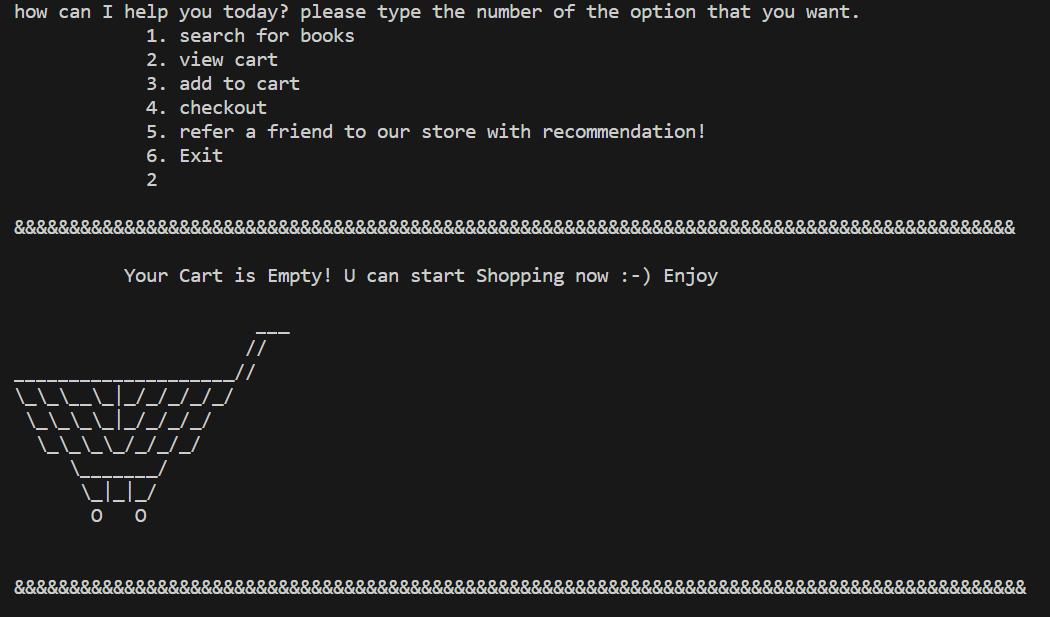 how can I help you today? please type the number of the option that you want.
1. search for books
2. view cart
3. add to cart
4. checkout
5. refer a friend to our store with recommendation!
6. Exit
2
&&&&&&&&&&&&&&&&&&&&&&&&&&&&&&&&&&&&&&&&&&&&&&&&&&&&&&&&&&&&&&&&&&&&&&&&&&&&&&&&&&&&&&&&&&&
Your Cart is Empty! U can start Shopping now :-) Enjoy
                      ___
                     //
____________________//
\_\_\__\_|_/_/_/_/_/
 \_\_\_\_|_/_/_/_/
  \_\_\_\_/_/_/_/
     \_______/
      \_|_|_/
       O   O
&&&&&&&&&&&&&&&&&&&&&&&&&&&&&&&&&&&&&&&&&&&&&&&&&&&&&&&&&&&&&&&&&&&&&&&&&&&&&&&&&&&&&&&&&&&&